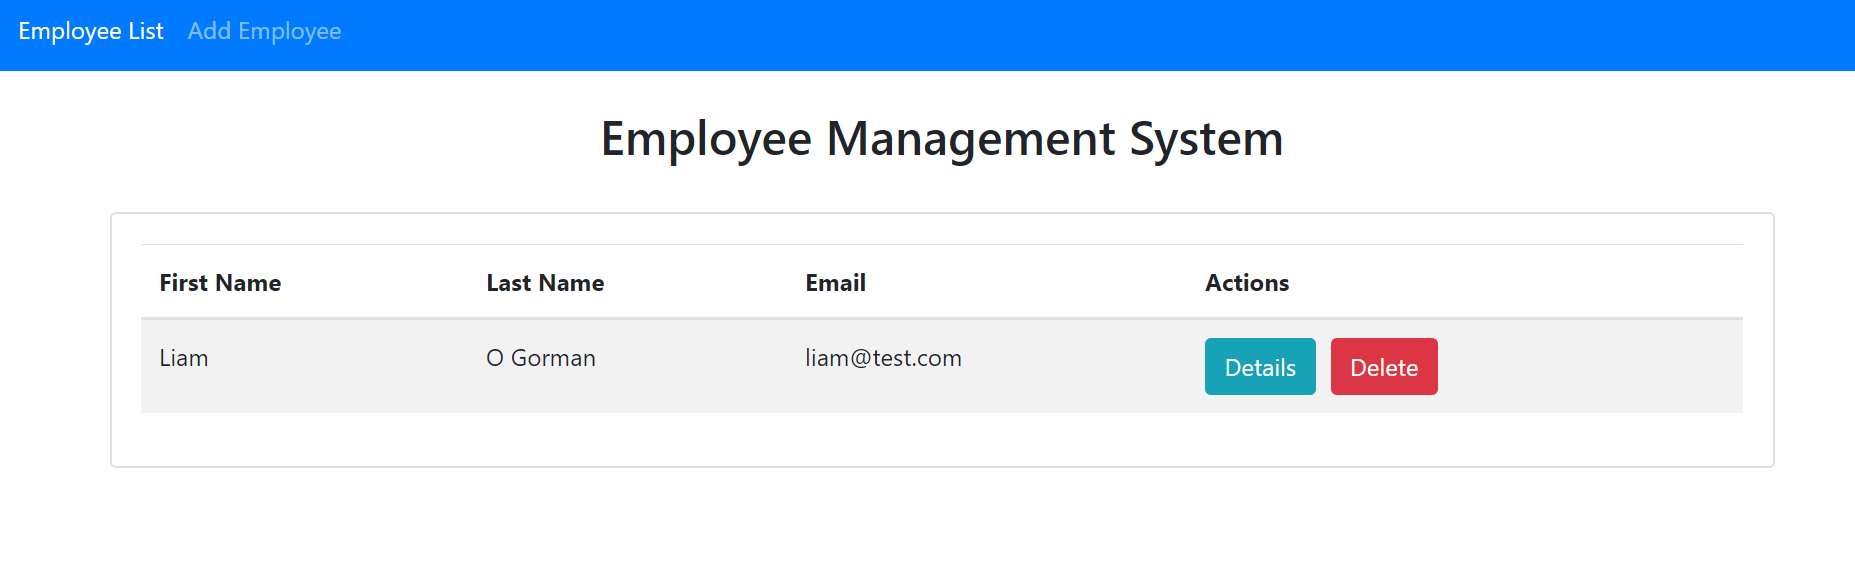 Employee List Add Employee
Employee Management System
First Name Last Name Email Actions
Liam O Gorman liam@test.com Details Delete